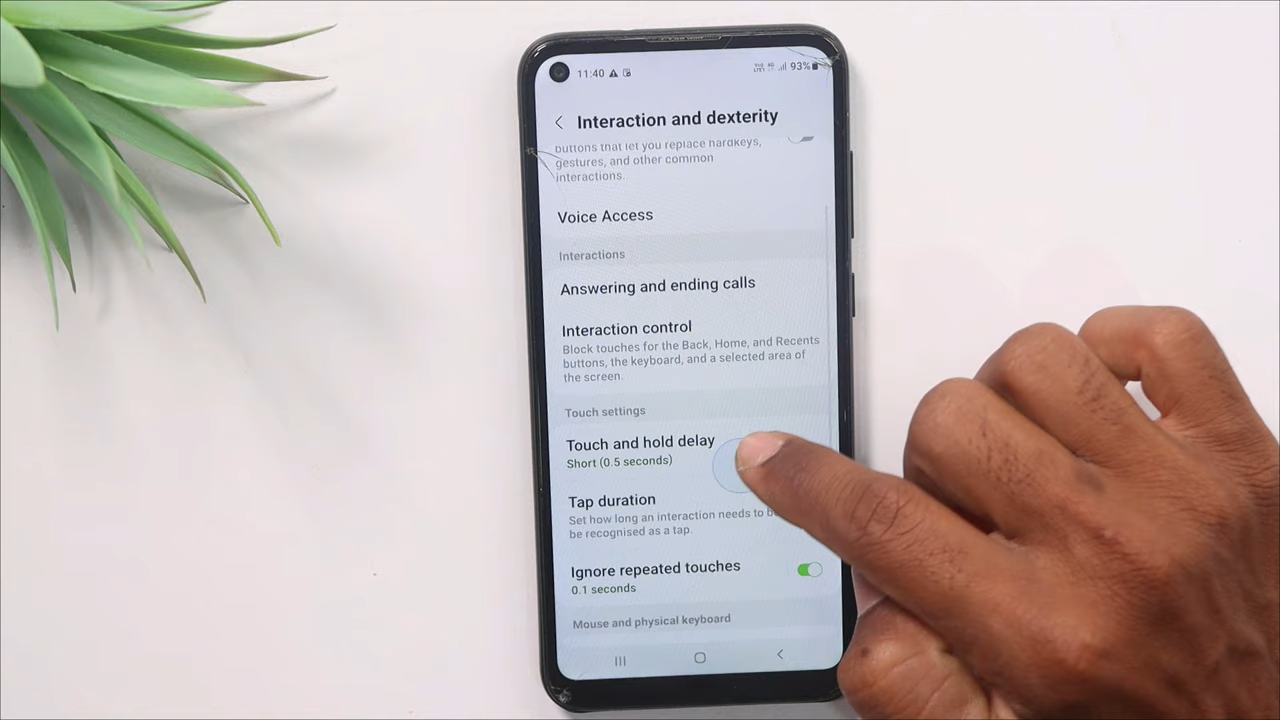 11:40
93%
Interaction and dexterity
buttons that let you replace hardkeys,
gestures, and other common
interactions.
Voice Access
Interactions
Answering and ending calls
Interaction control
Block touches for the Back, Home, and Recents
buttons, the keyboard, and a selected area of
the screen.
Touch settings
Touch and hold delay
Short (0.5 seconds)
Tap duration
Set how long an interaction needs to
be recognised as a tap.
Ignore repeated touches
0.1 seconds
Mouse and physical keyboard